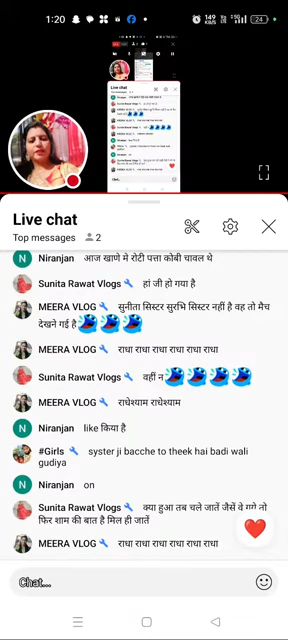 1:20
149
24
Live chat
Top messages 2
Niranjan आज खाणे मे रोटी पत्ता कोबी चावल थे
Sunita Rawat Vlogs हां जी हो गया है
MEERA VLOG सुनीता सिस्टर सुरभि सिस्टर नहीं है वह तो मैच
देखने गई है
MEERA VLOG राधा राधा राधा राधा राधा राधा
Sunita Rawat Vlogs वहीं न
MEERA VLOG राधेश्याम राधेश्याम
Niranjan like किया है
#Girls syster ji bacche to theek hai badi wali
gudiya
Niranjan on
Sunita Rawat Vlogs क्या हुआ तब चले जातें जैसें वे गये तो
फिर शाम की बात है मिल ही जातें
MEERA VLOG राधा राधा राधा राधा राधा राधा
Chat...